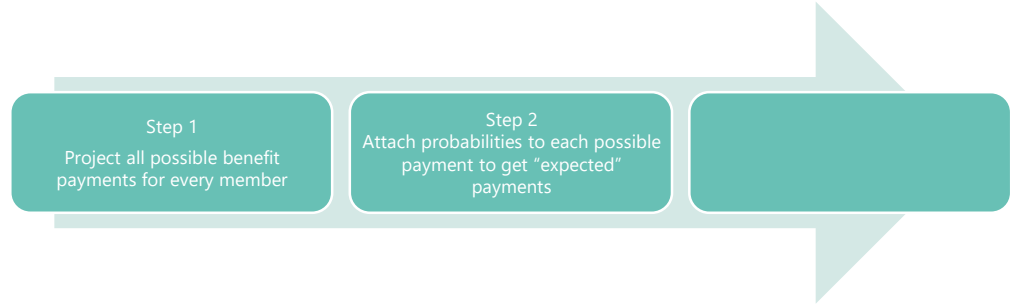 Step 1
Project all possible benefit
payments for every member
Step 2
Attach probabilities to each possible
payment to get “expected”
payments